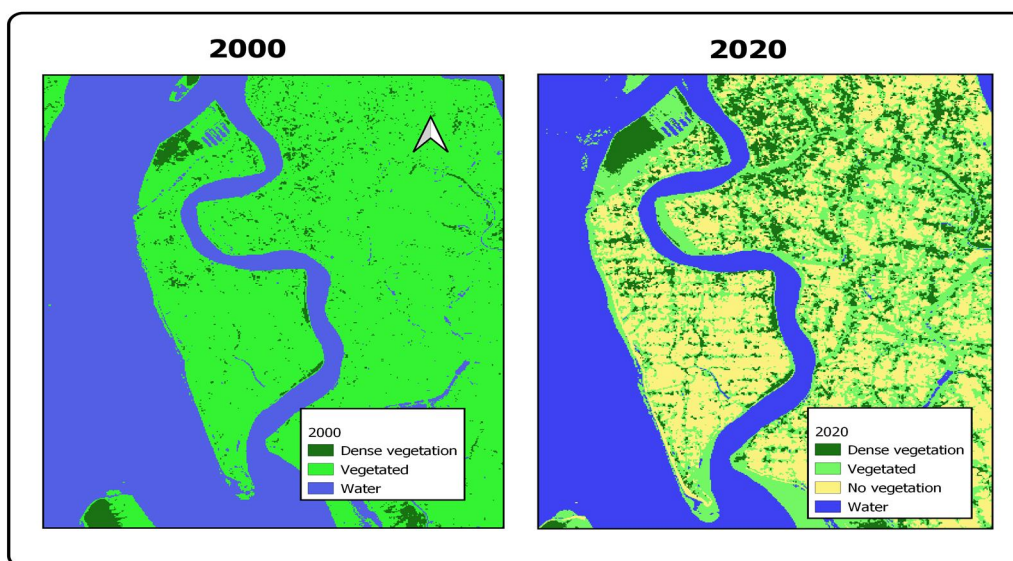 2000
2020
2000
Dense vegetation
Vegetated
Water
2020
Dense vegetation
Vegetated
No vegetation
Water